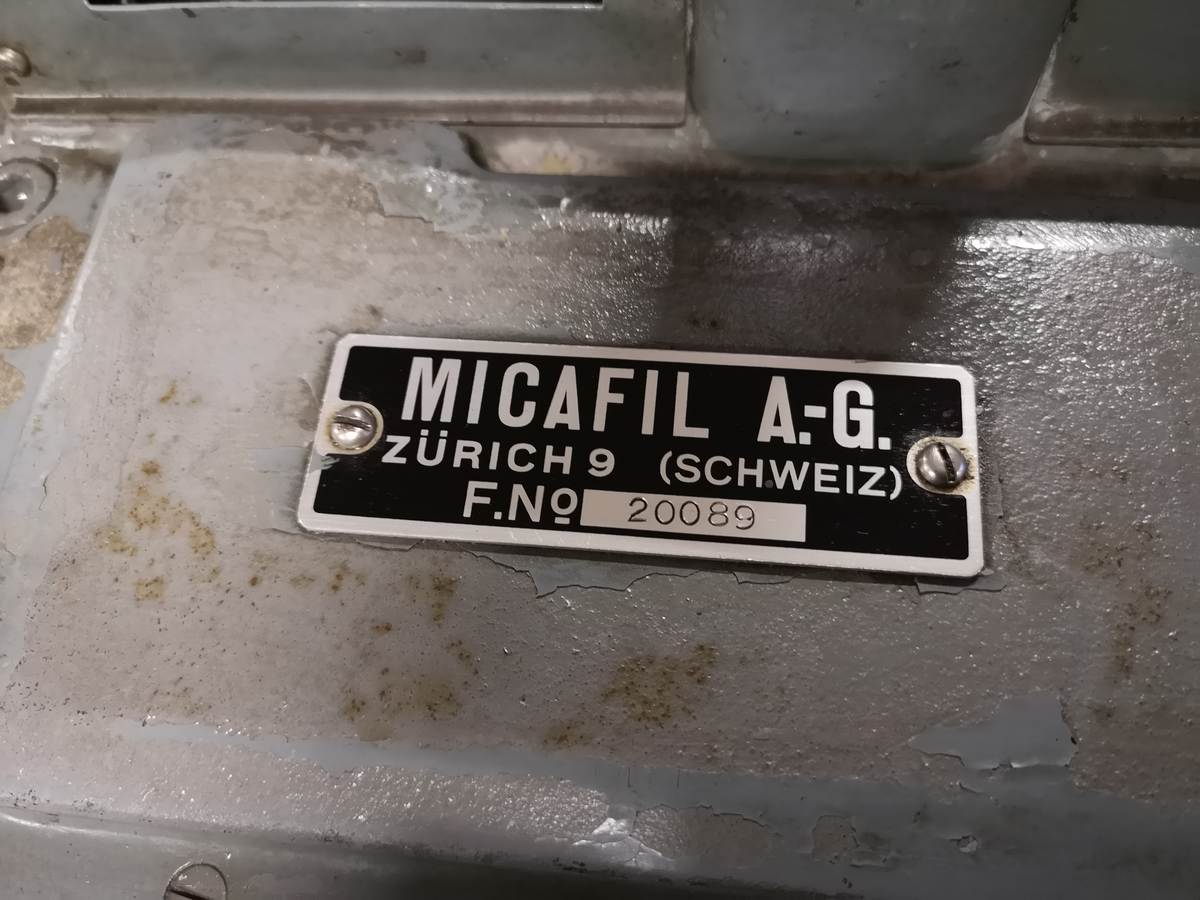 MICAFIL A.-G.
ZÜRICH 9 (SCHWEIZ)
F.Nº 20089